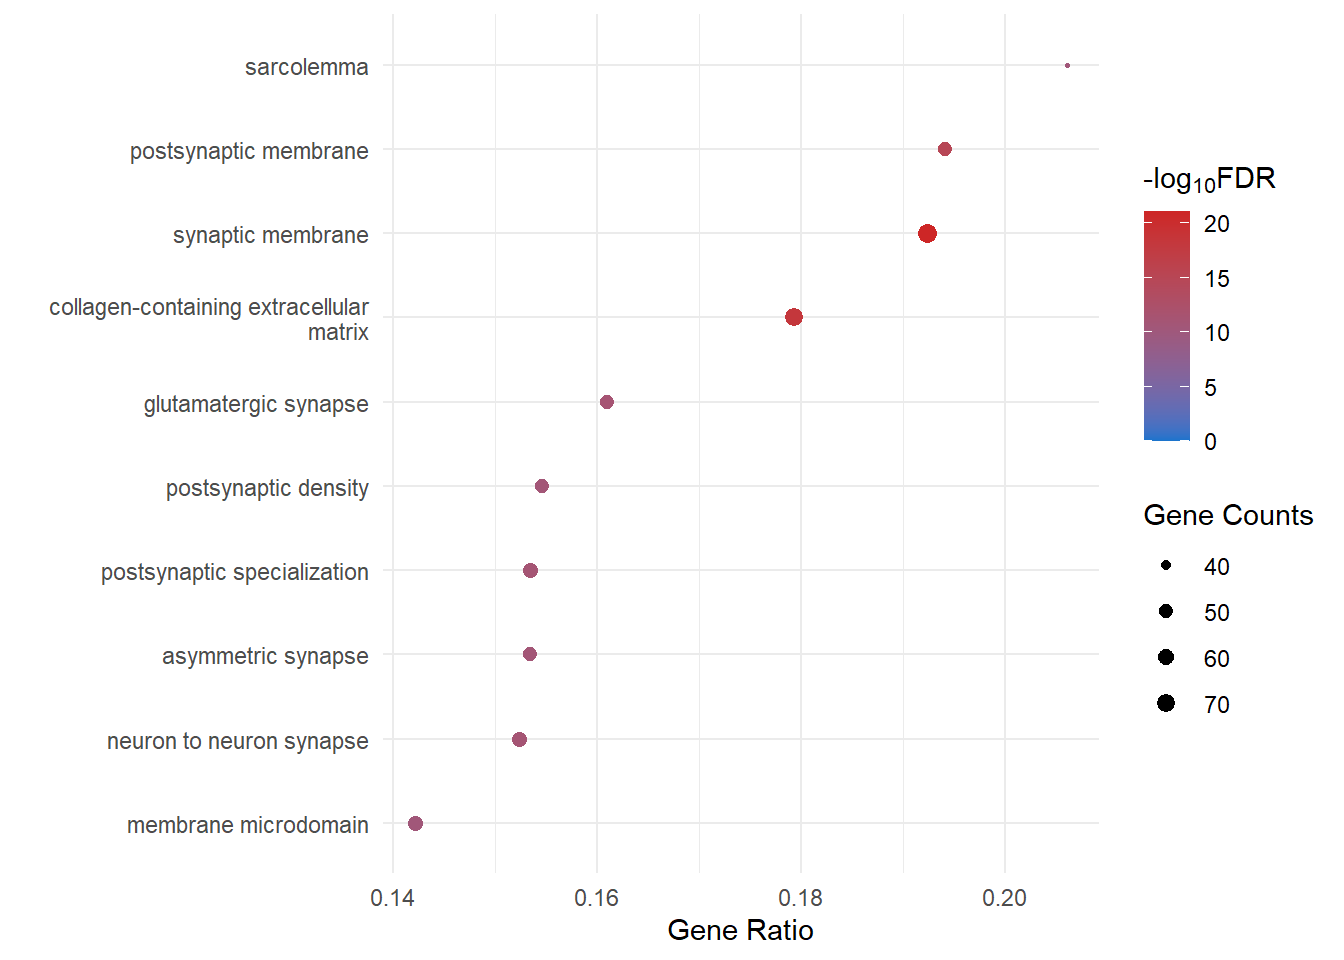 sarcolemma
postsynaptic membrane
synaptic membrane
collagen-containing extracellular
matrix
glutamatergic synapse
postsynaptic density
postsynaptic specialization
asymmetric synapse
neuron to neuron synapse
membrane microdomain
0.14 0.16 0.18 0.20
Gene Ratio
-log₁₀FDR
20
15
10
5
0
Gene Counts
40
50
60
70